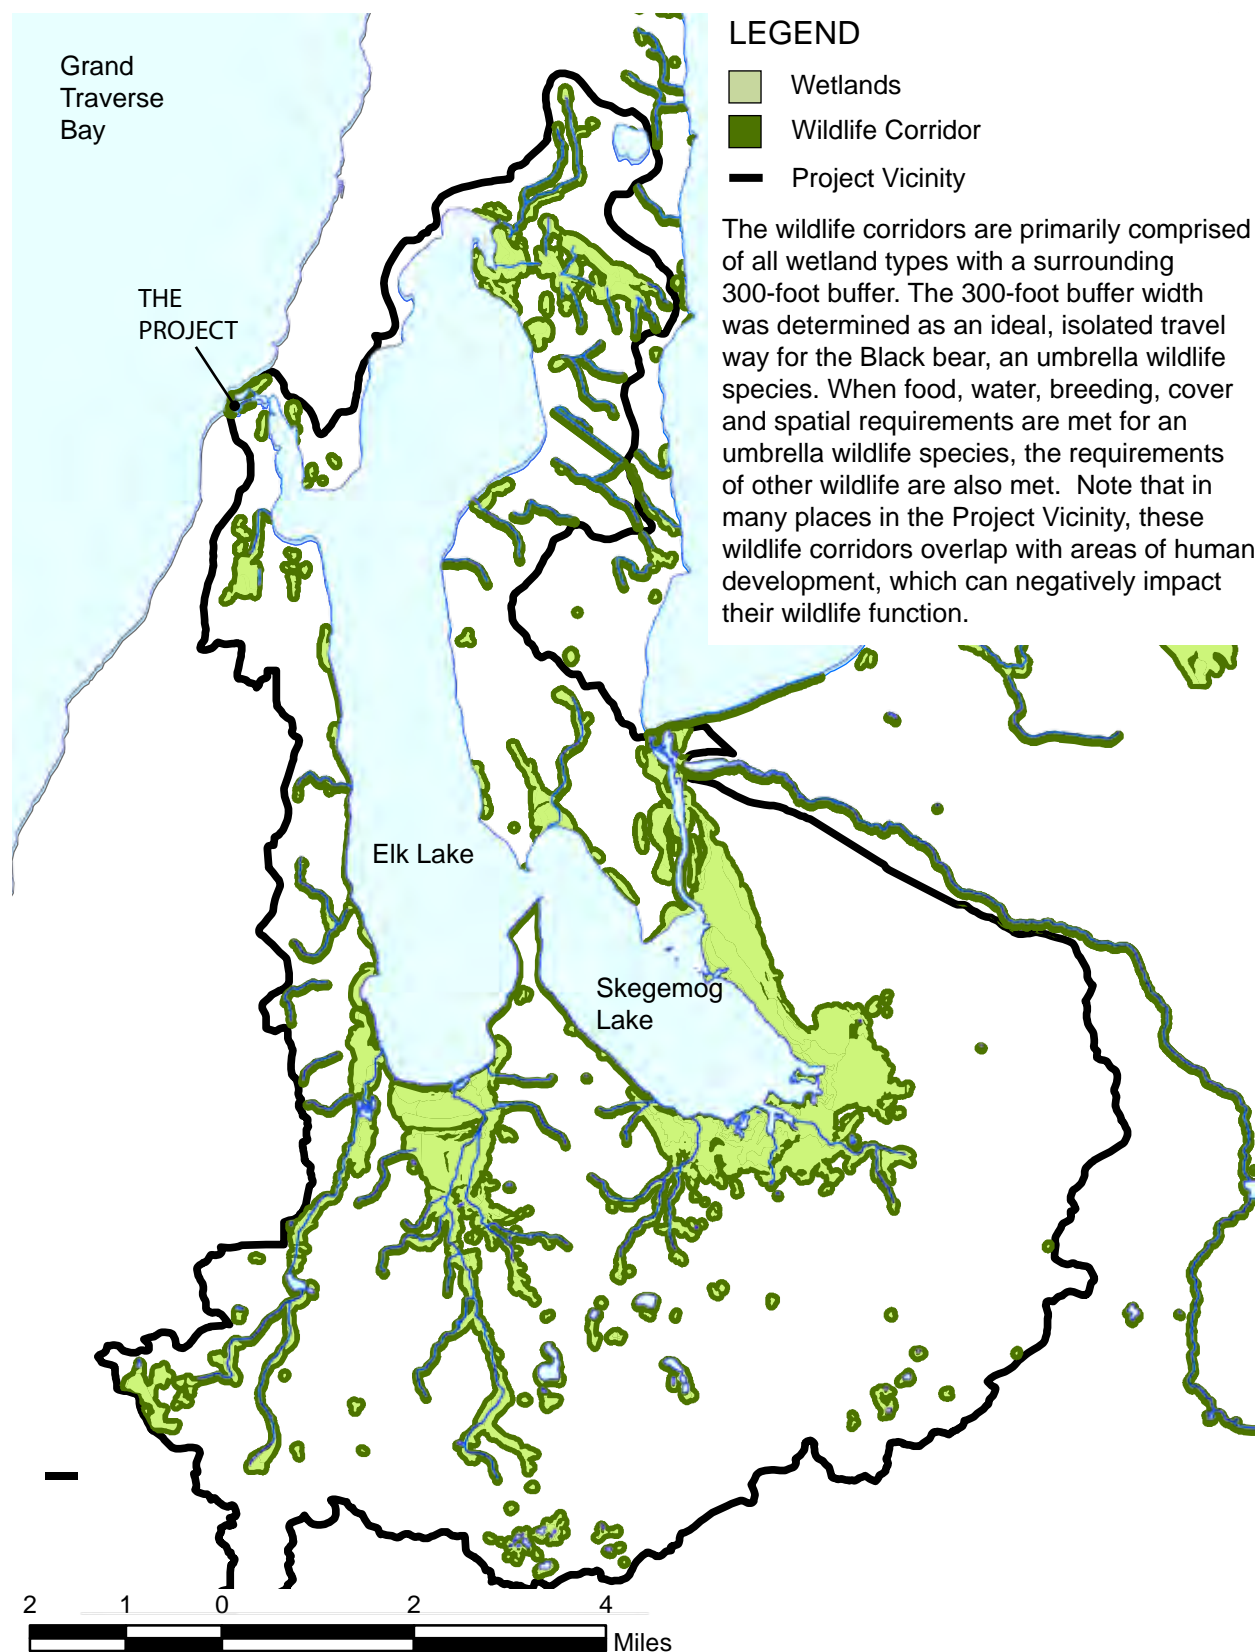 Grand
Traverse
Bay
THE
PROJECT
LEGEND
Wetlands
Wildlife Corridor
Project Vicinity
The wildlife corridors are primarily comprised
of all wetland types with a surrounding
300-foot buffer. The 300-foot buffer width
was determined as an ideal, isolated travel
way for the Black bear, an umbrella wildlife
species. When food, water, breeding, cover
and spatial requirements are met for an
umbrella wildlife species, the requirements
of other wildlife are also met. Note that in
many places in the Project Vicinity, these
wildlife corridors overlap with areas of human
development, which can negatively impact
their wildlife function.
Elk Lake
Skegemog
Lake
2 1 0 2 4
Miles